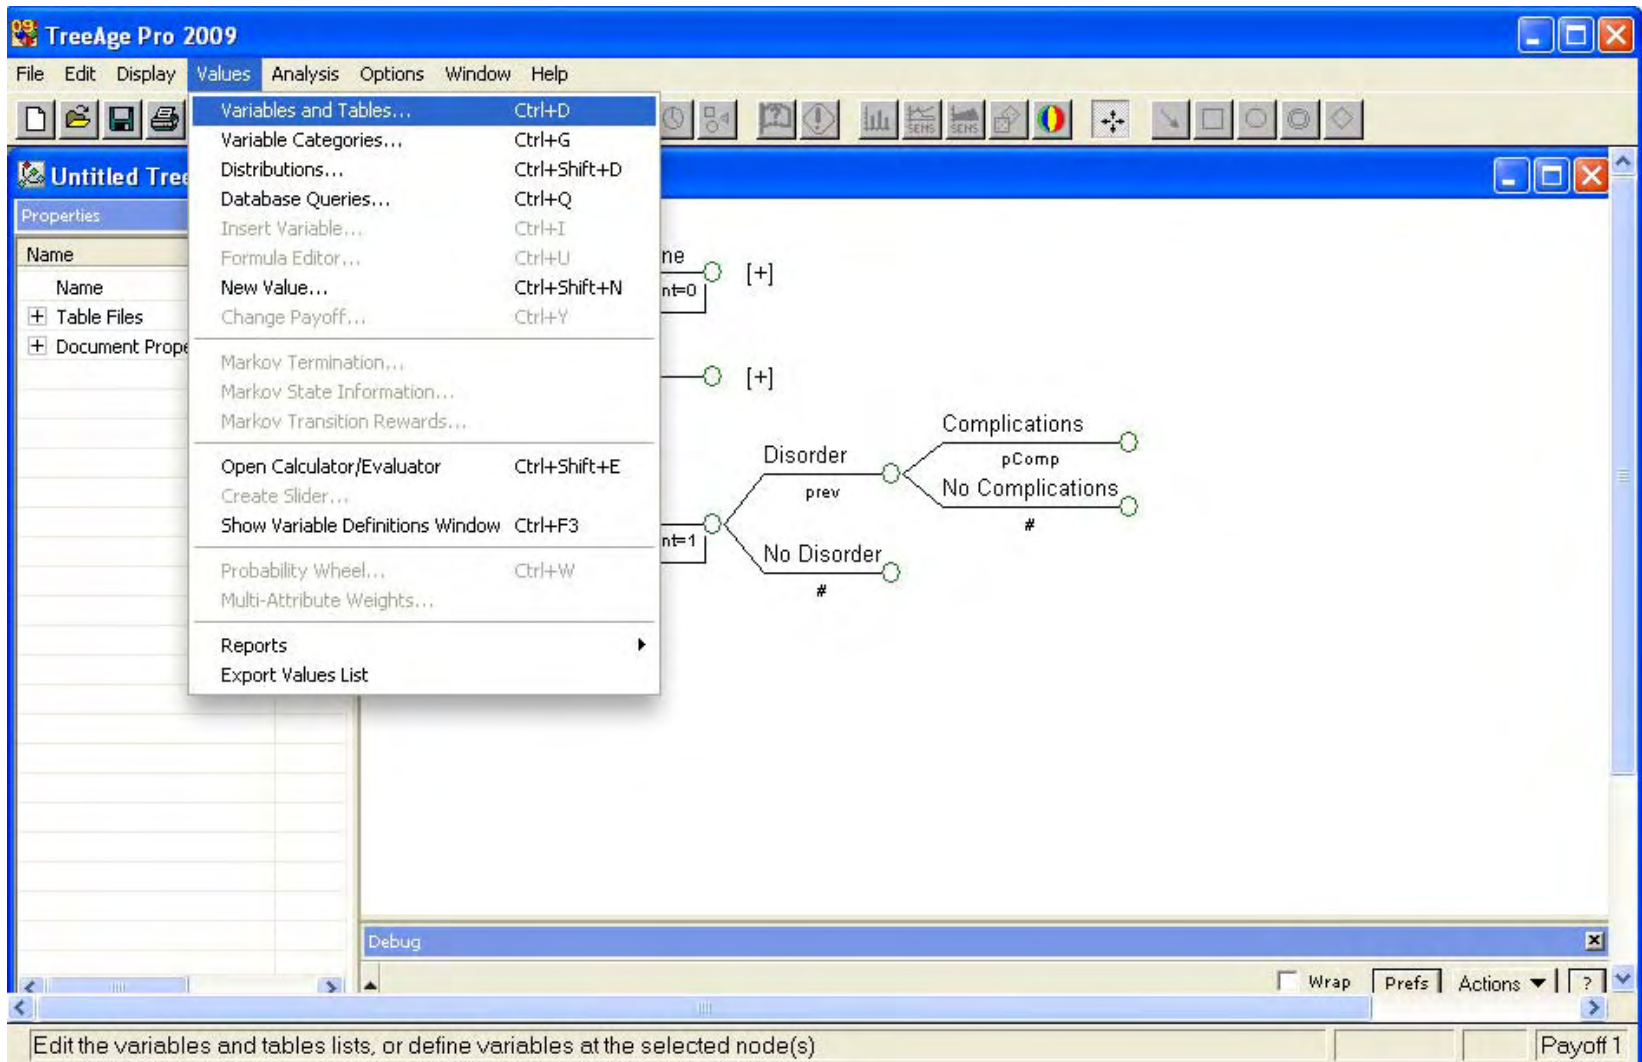 TreeAge Pro 2009
File Edit Display Values Analysis Options Window Help
Variables and Tables... Ctrl+D
Variable Categories... Ctrl+G
Distributions... Ctrl+Shift+D
Database Queries... Ctrl+Q
Insert Variable... Ctrl+I
Formula Editor... Ctrl+U
New Value... Ctrl+Shift+N
Change Payoff... Ctrl+Y
Markov Termination...
Markov State Information...
Markov Transition Rewards...
Open Calculator/Evaluator Ctrl+Shift+E
Create Slider...
Show Variable Definitions Window Ctrl+F3
Probability Wheel... Ctrl+W
Multi-Attribute Weights...
Reports
Export Values List
SENS SENS
Untitled Tree
Properties
Name
Name
+ Table Files
+ Document Prope
ne
nt=0
[+]
[+]
nt=1
Disorder
prev
No Disorder
#
Complications
pComp
No Complications
#
Debug
Wrap Prefs Actions ?
Edit the variables and tables lists, or define variables at the selected node(s)
Payoff 1